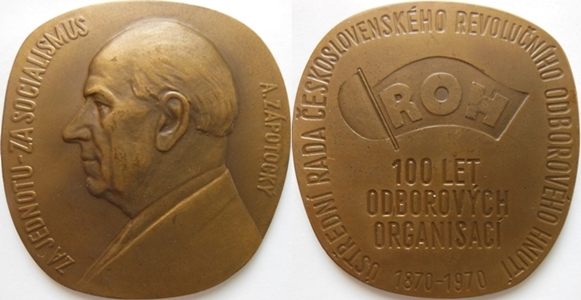 ZA JEDNOTU - ZA SOCIALISMUS
A. ZÁPOTOCKÝ
ÚSTŘEDNÍ RADA ČESKOSLOVENSKÉHO REVOLUČNÍHO ODBOROVÉHO HNUTÍ
ROH
100 LET
ODBOROVÝCH
ORGANISACÍ
1870-1970